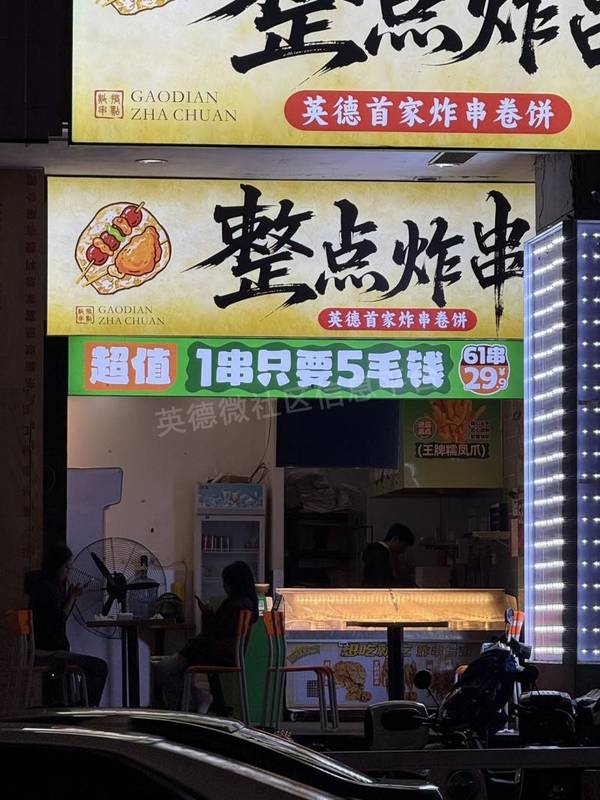 整点炸串
GAODIAN
ZHA CHUAN
英德首家炸串卷饼
整点炸串
GAODIAN
ZHA CHUAN
英德首家炸串卷饼
超值
1串只要5毛钱
61串
29.9
¥
英德微社区信息
(王牌糯凤爪)